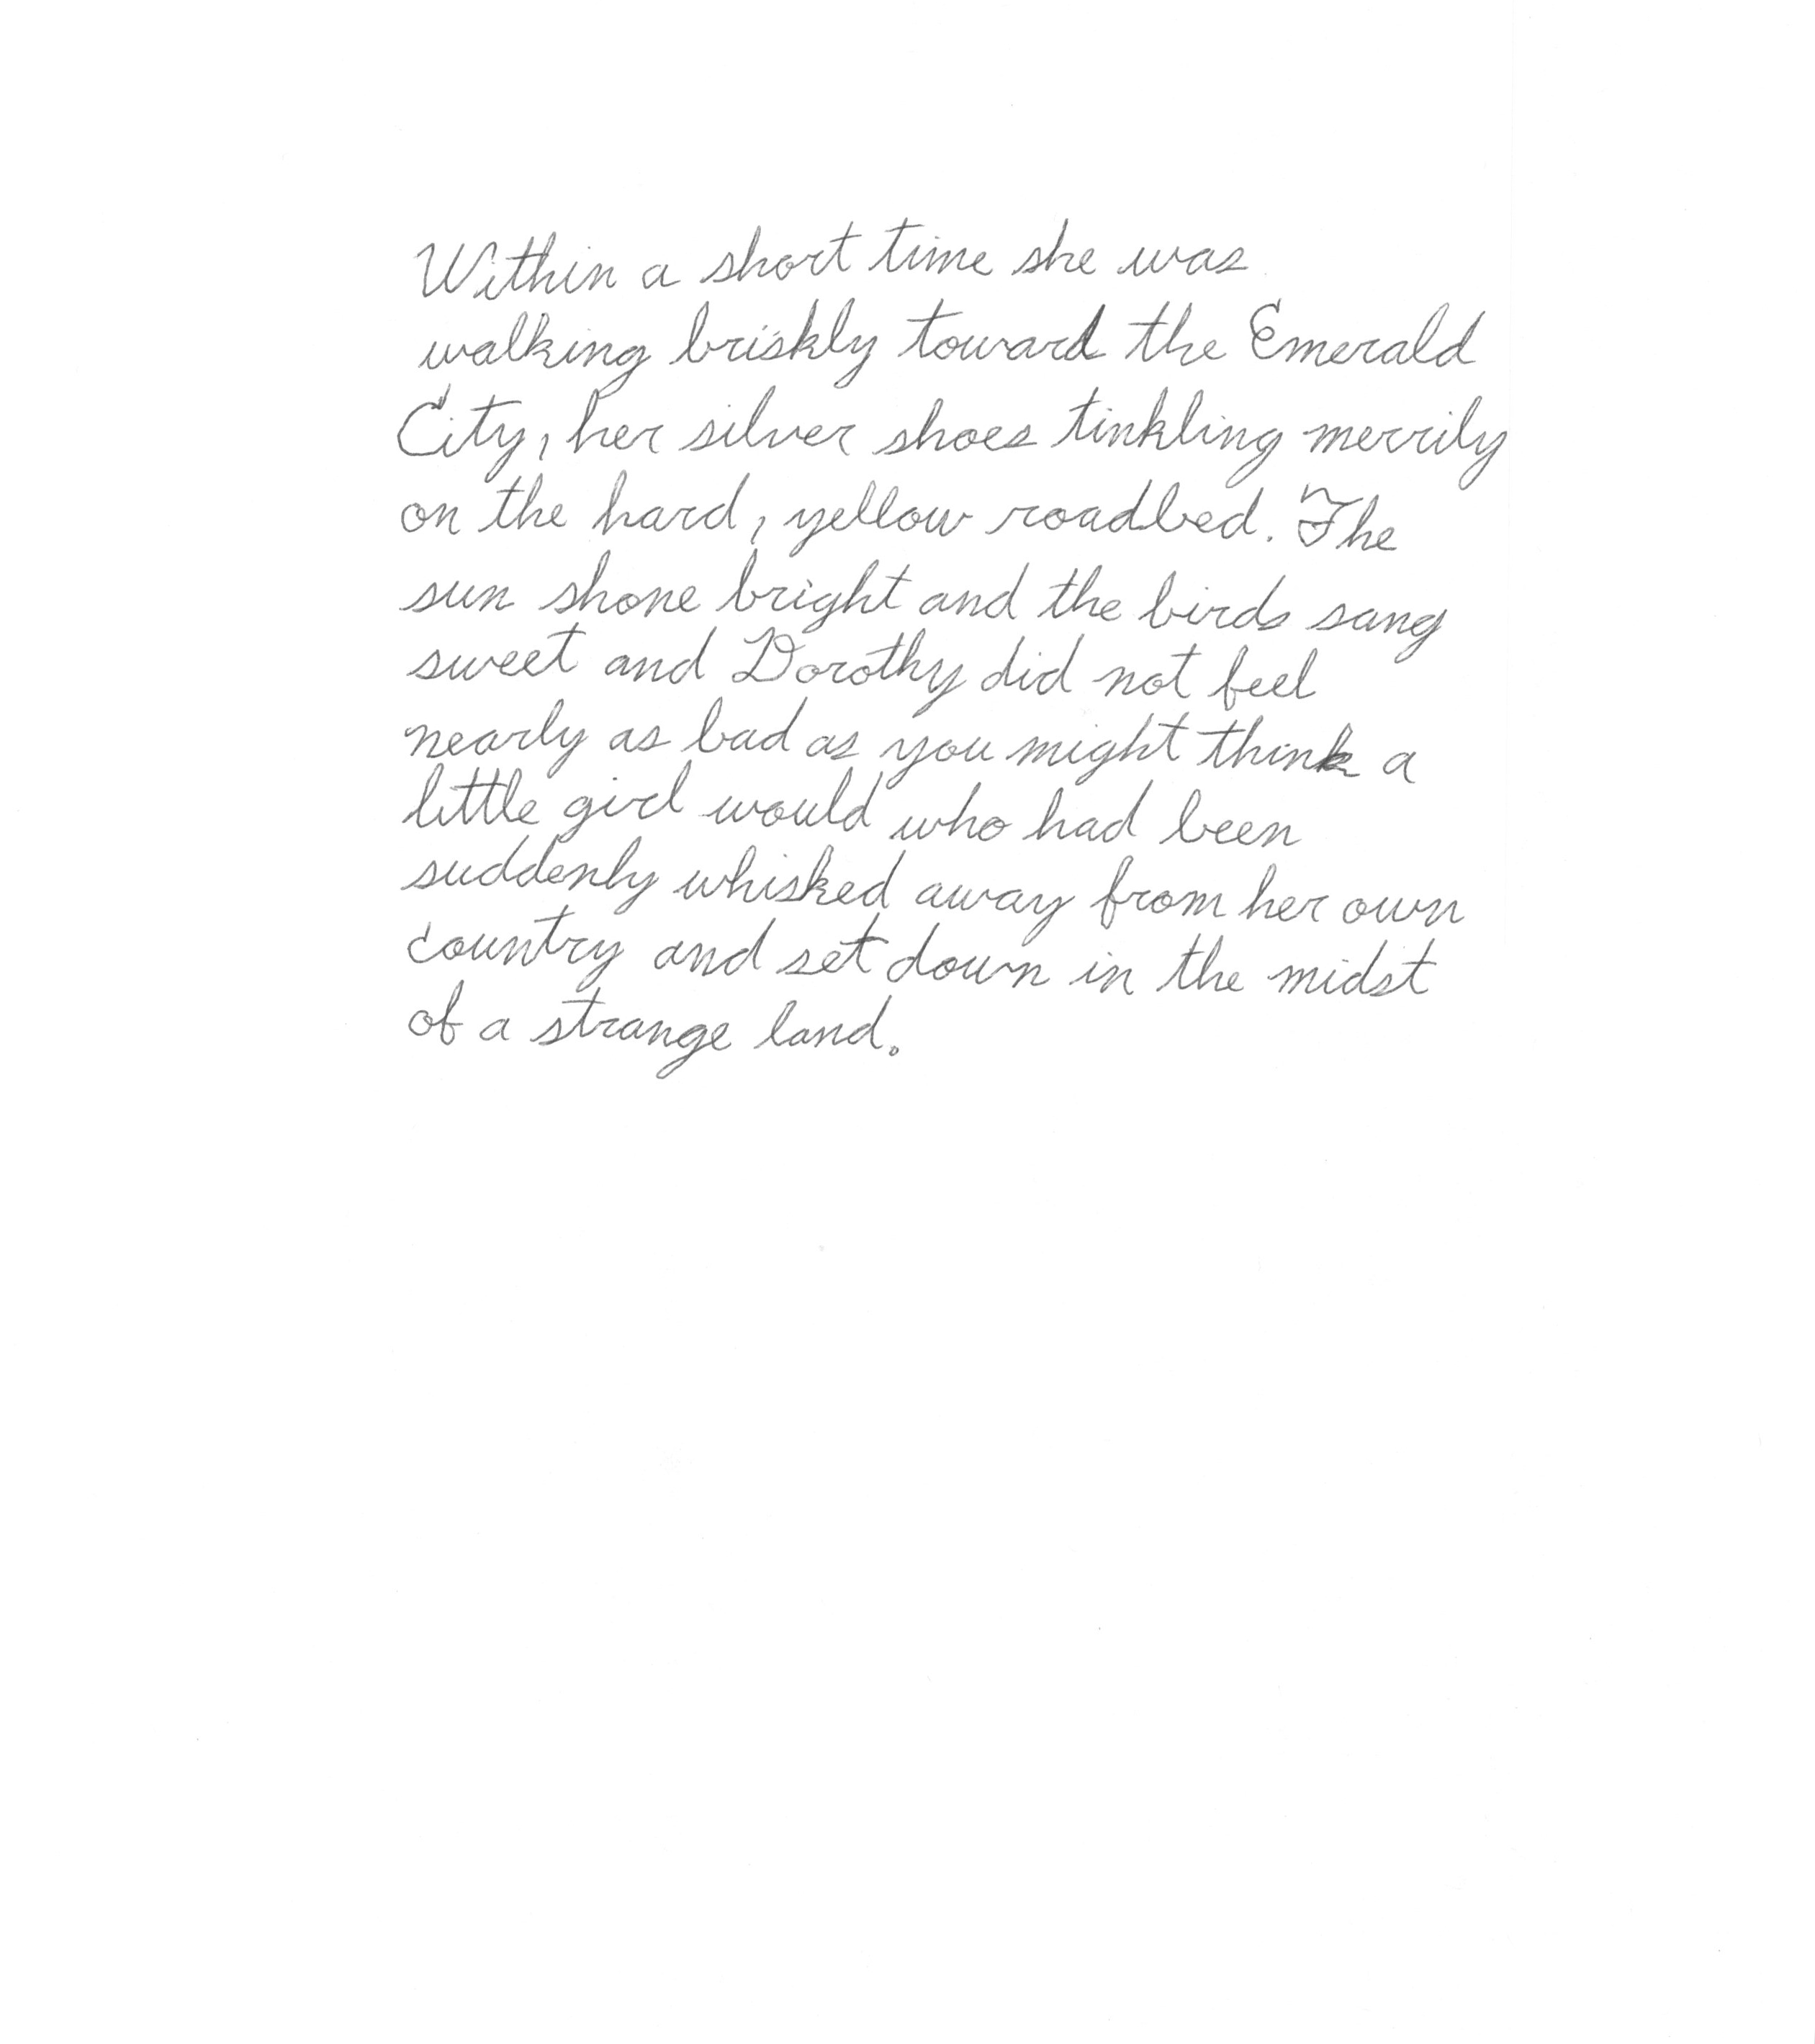 Within a short time she was
walking briskly toward the Emerald
City, her silver shoes tinkling merrily
on the hard, yellow roadbed. The
sun shone bright and the birds sang
sweet and Dorothy did not feel
nearly as bad as you might think a
little girl would who had been
suddenly whisked away from her own
country and set down in the midst
of a strange land.